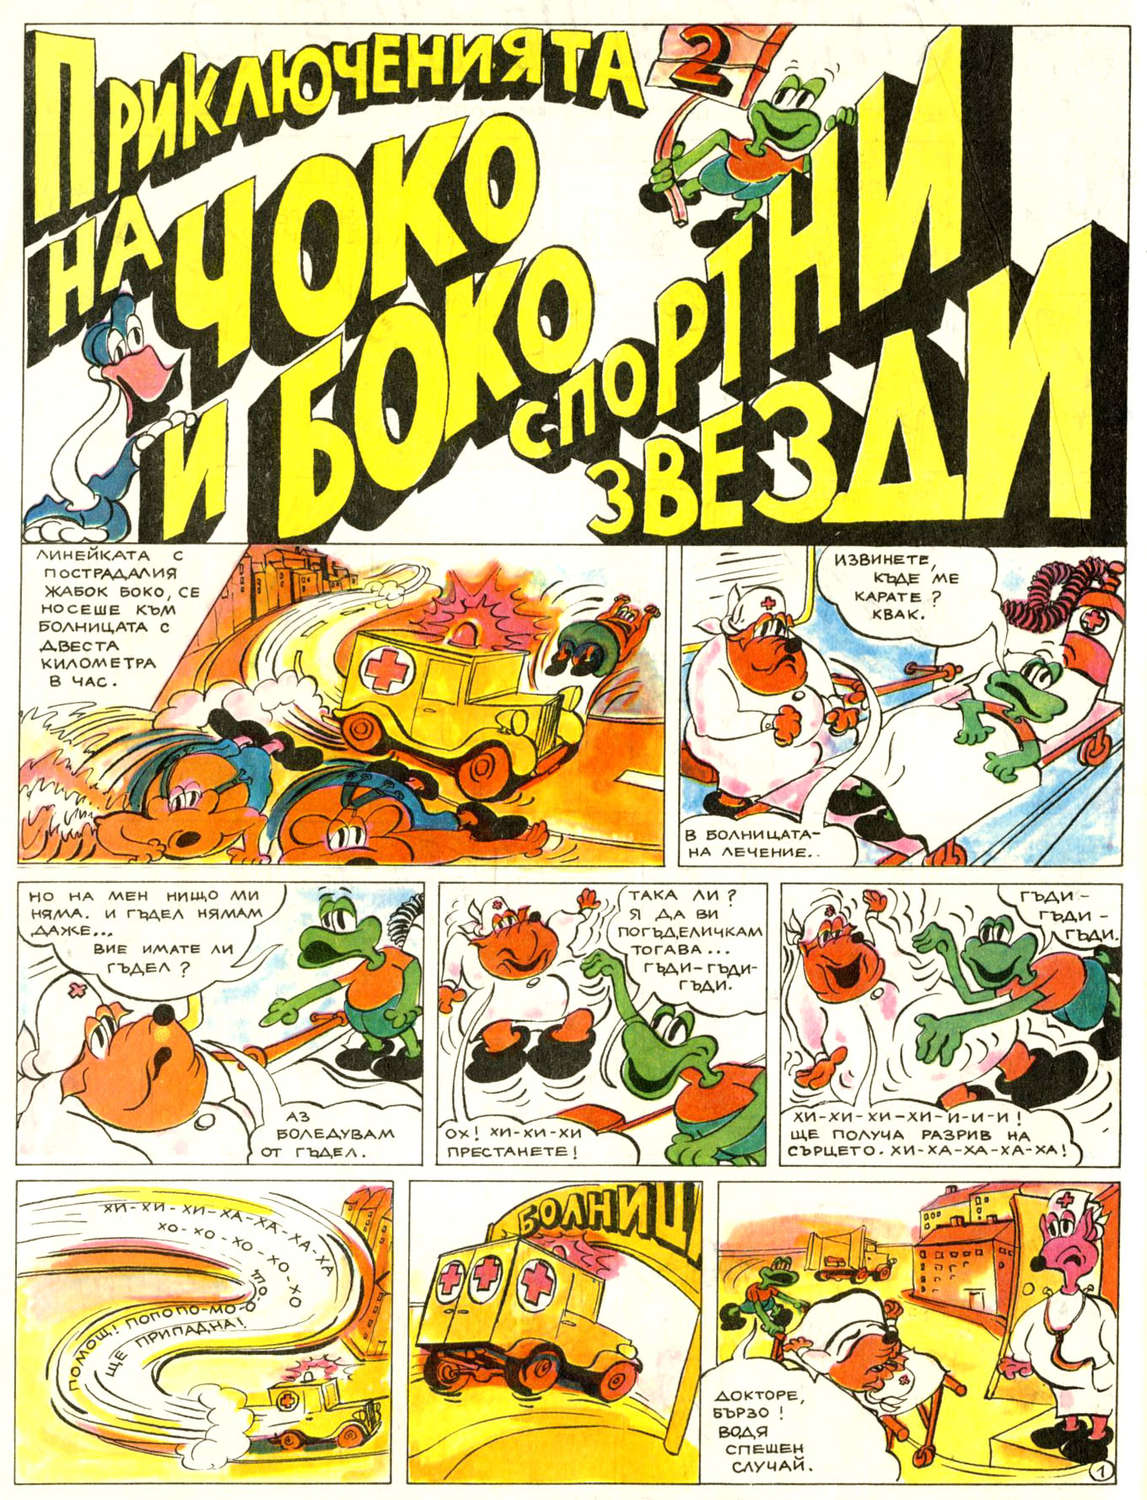 ПРИКЛЮЧЕНИЯТА
НА ЧОКО
И БОКО
СПОРТНИ
ЗВЕЗДИ
2
ЛИНЕЙКАТА С
ПОСТРАДАЛИЯ
ЖАБОК БОКО, СЕ
НОСЕШЕ КЪМ
БОЛНИЦАТА С
ДВЕСТА
КИЛОМЕТРА
В ЧАС.
ИЗВИНЕТЕ,
КЪДЕ МЕ
КАРАТЕ?
КВАК.
В БОЛНИЦАТА-
НА ЛЕЧЕНИЕ..
НО НА МЕН НИЩО МИ
НЯМА. И ГЪДЕЛ НЯМАМ
ДАЖЕ...
ВИЕ ИМАТЕ ЛИ
ГЪДЕЛ?
АЗ
БОЛЕДУВАМ
ОТ ГЪДЕЛ.
ТАКА ЛИ?
Я ДА ВИ
ПОГЪДЕЛИЧКАМ
ТОГАВА...
ГЪДИ-ГЪДИ-
ГЪДИ.
ОХ! ХИ-ХИ-ХИ
ПРЕСТАНЕТЕ!
ГЪДИ-
ГЪДИ-
ГЪДИ.
ХИ-ХИ-ХИ-ХИ-И-И-И!
ЩЕ ПОЛУЧА РАЗРИВ НА
СЪРЦЕТО. ХИ-ХА-ХА-ХА-ХА!
ХИ-ХИ-ХИ-ХА-ХА-ХА-ХА
ХО-ХО-ХО-ХО-ХО
ПОМОЩ! ПОПОПО-МО-О-ОЩ
ЩЕ ПРИПАДНА!
БОЛНИЦА
ДОКТОРЕ,
БЪРЗО!
ВОДЯ
СПЕШЕН
СЛУЧАЙ.
1